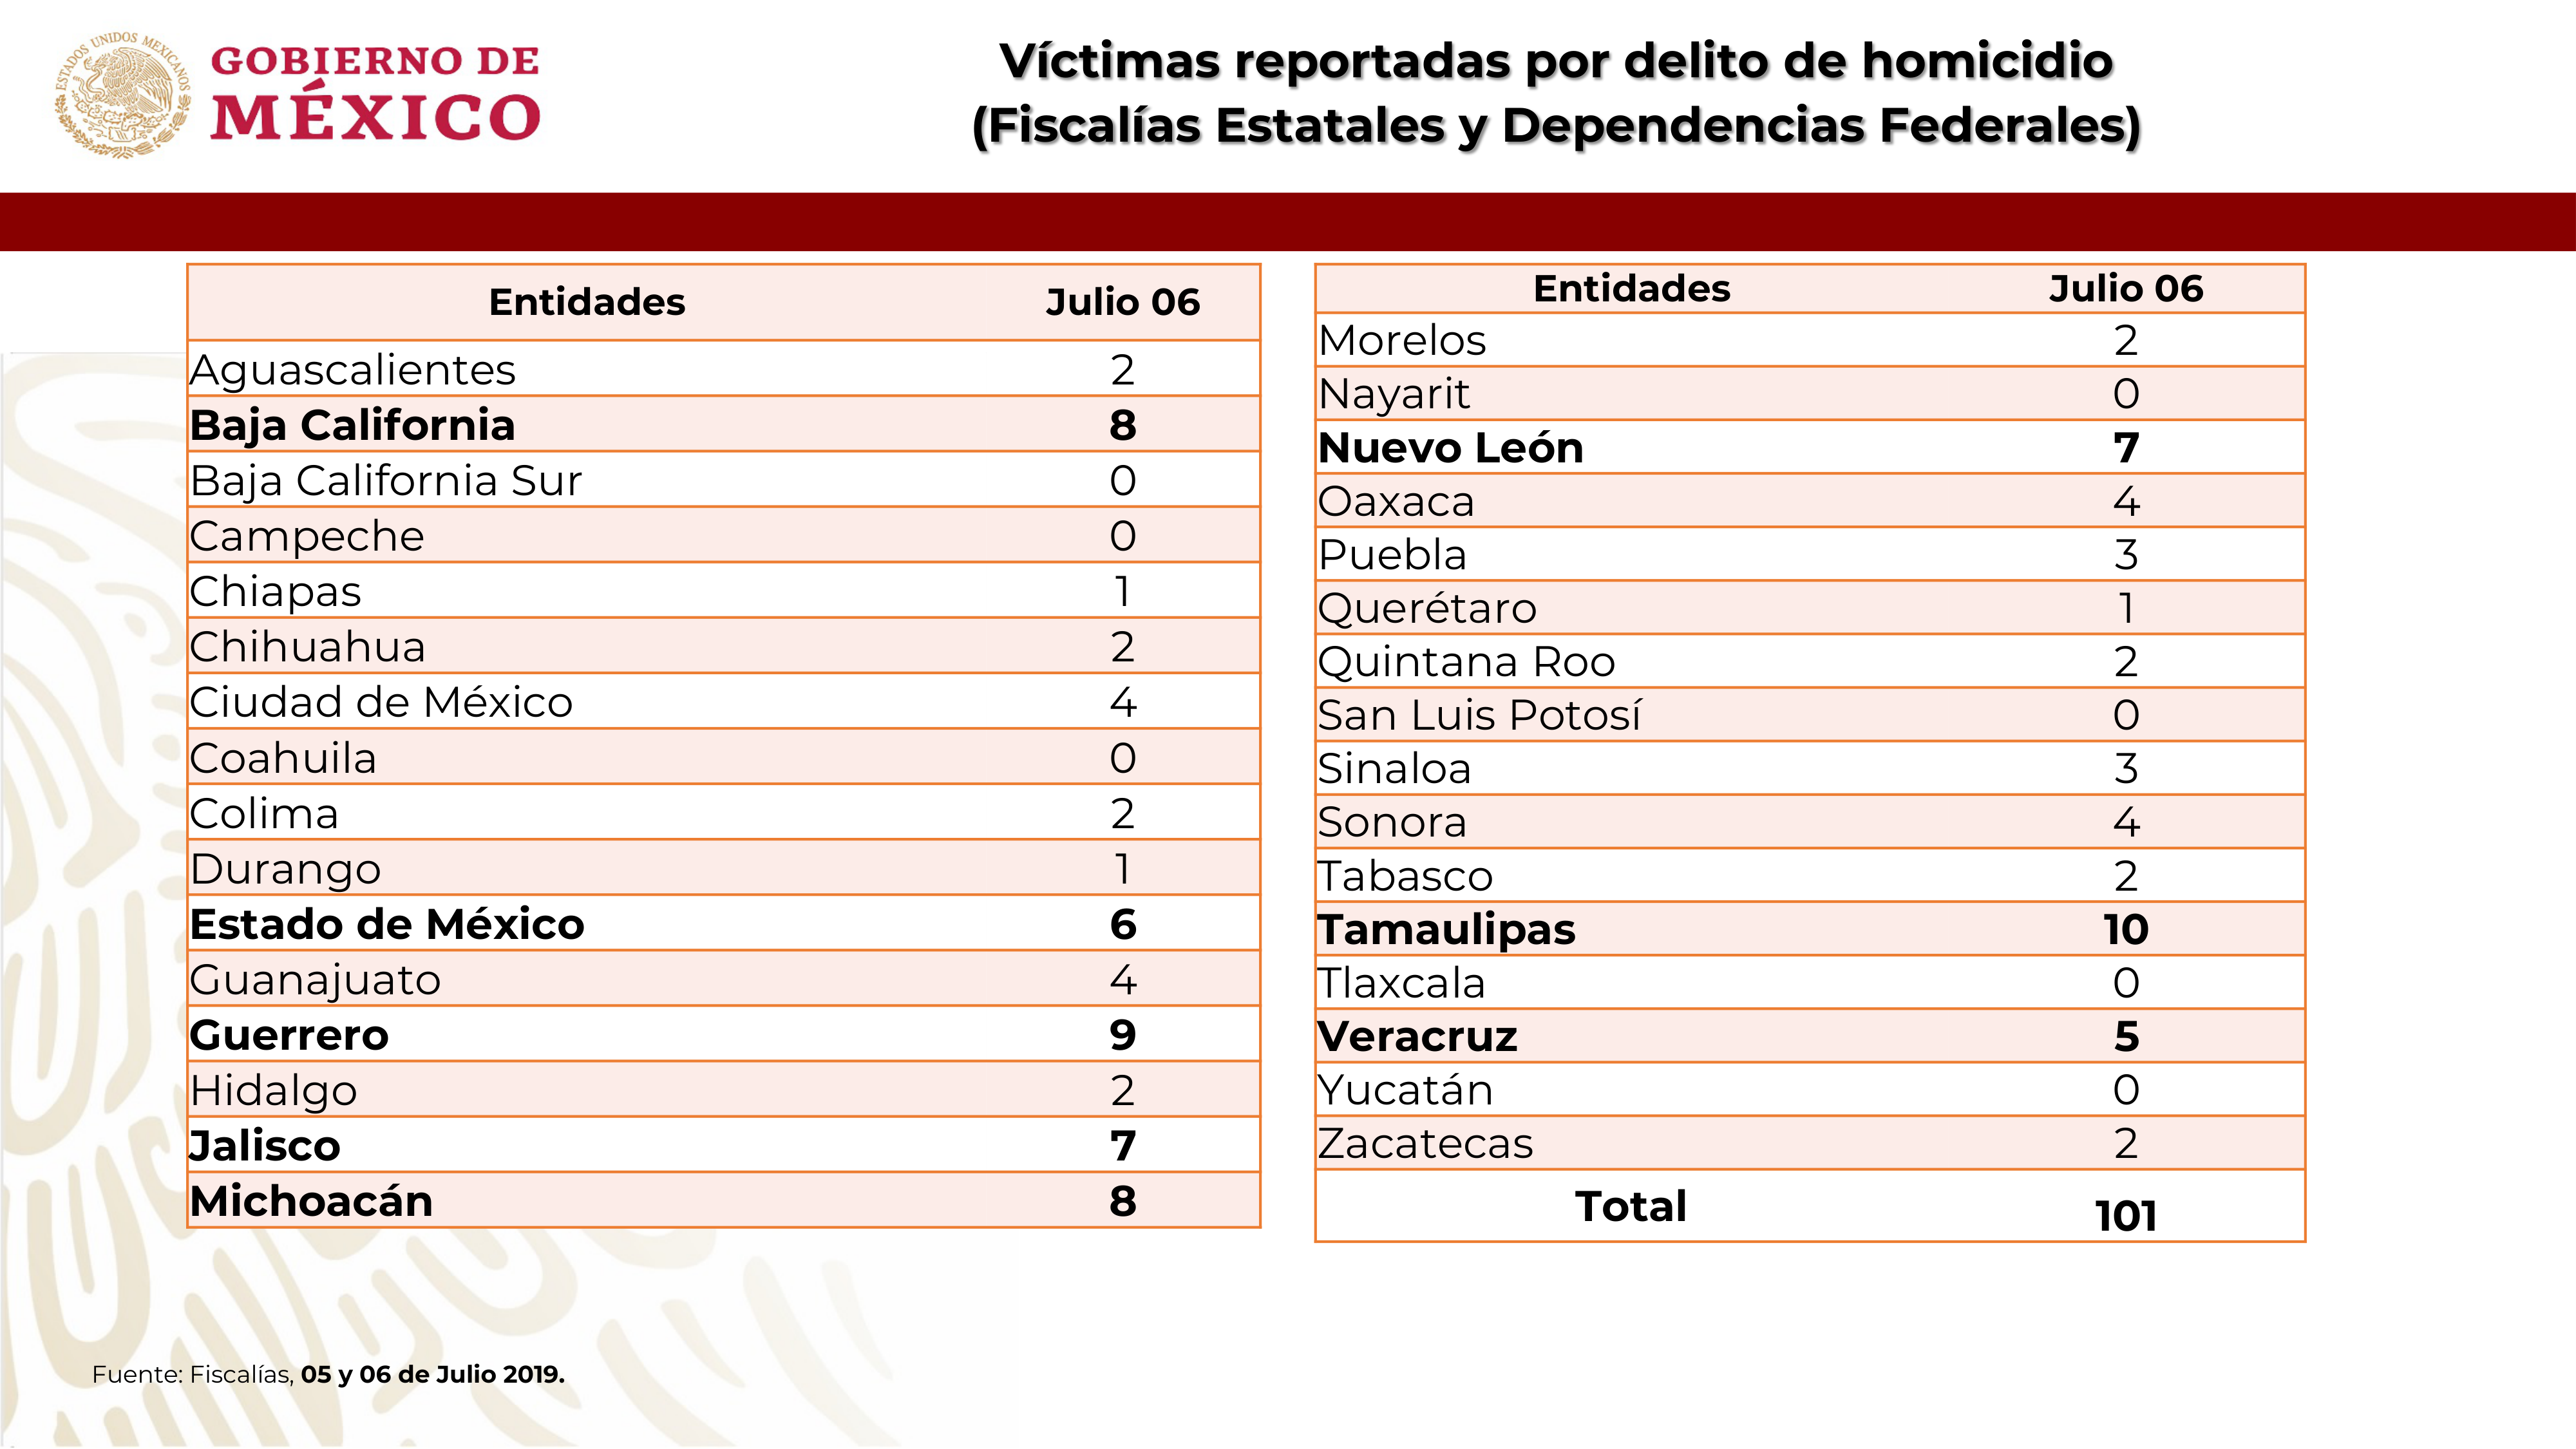 ESTADOS UNIDOS MEXICANOS
GOBIERNO DE
MÉXICO
Víctimas reportadas por delito de homicidio
(Fiscalías Estatales y Dependencias Federales)
Entidades Julio 06
Aguascalientes 2
Baja California 8
Baja California Sur 0
Campeche 0
Chiapas 1
Chihuahua 2
Ciudad de México 4
Coahuila 0
Colima 2
Durango 1
Estado de México 6
Guanajuato 4
Guerrero 9
Hidalgo 2
Jalisco 7
Michoacán 8
Entidades Julio 06
Morelos 2
Nayarit 0
Nuevo León 7
Oaxaca 4
Puebla 3
Querétaro 1
Quintana Roo 2
San Luis Potosí 0
Sinaloa 3
Sonora 4
Tabasco 2
Tamaulipas 10
Tlaxcala 0
Veracruz 5
Yucatán 0
Zacatecas 2
Total 101
Fuente: Fiscalías, 05 y 06 de Julio 2019.